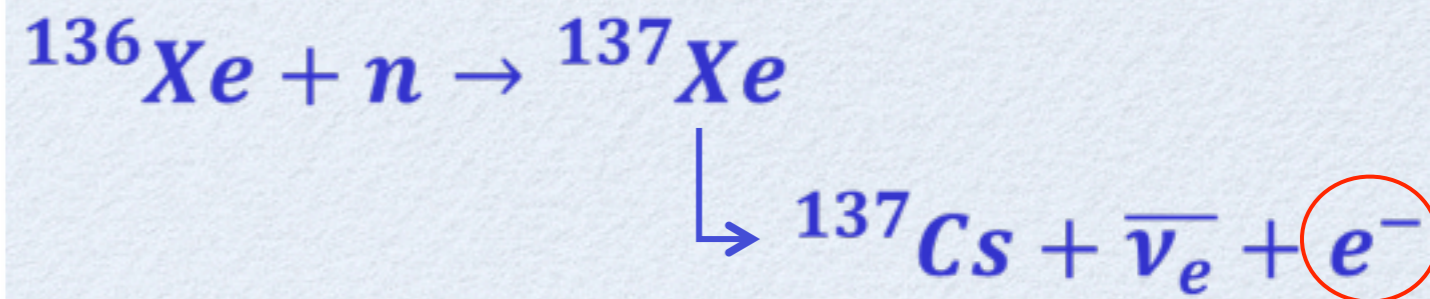 ¹³⁶Xe + n → ¹³⁷Xe
¹³⁷Cs + ν̅ₑ + e⁻